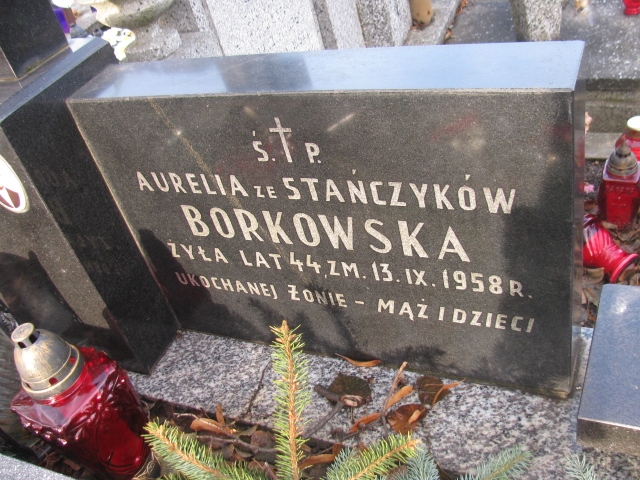 Ś. P.
AURELIA ZE STAŃCZYKÓW
BORKOWSKA
ŻYŁA LAT 44, ZM. 13.IX.1958 R.
UKOCHANEJ ŻONIE – MĄŻ I DZIECI